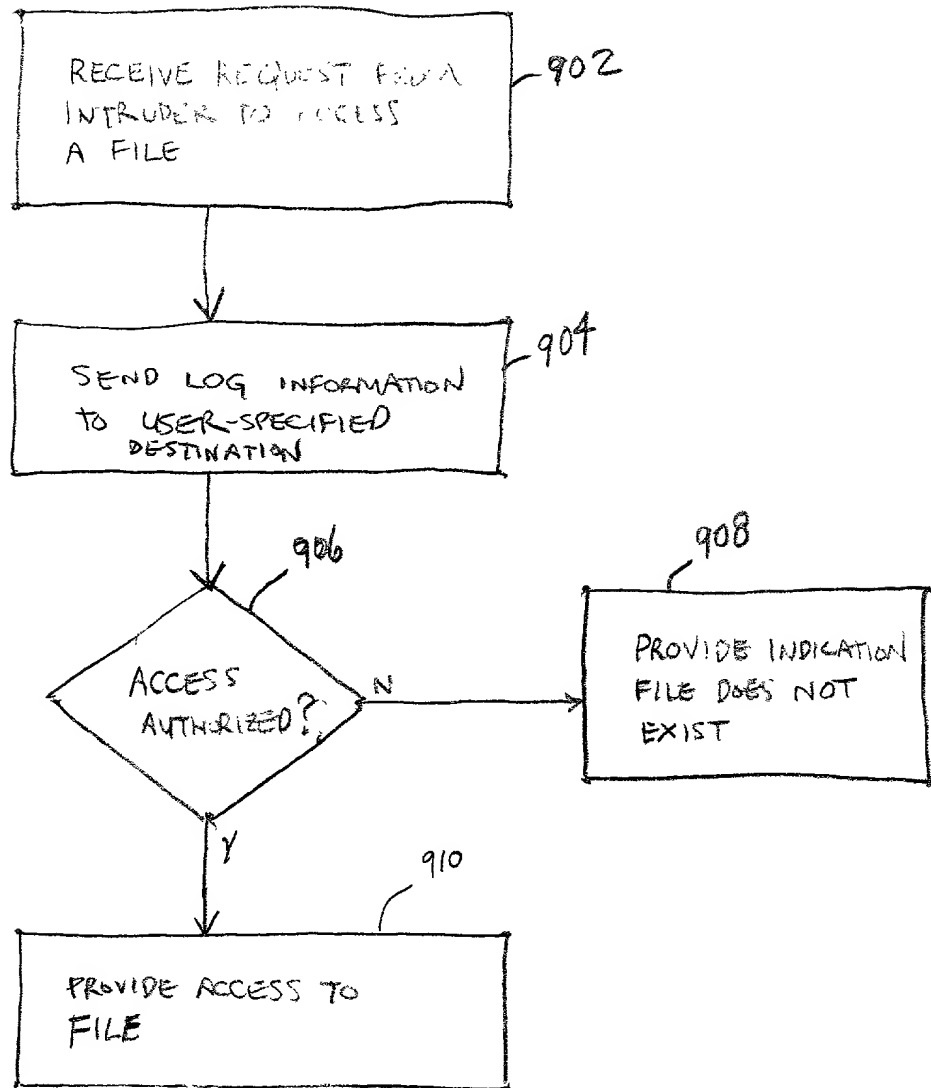 RECEIVE REQUEST FROM
INTRUDER TO ACCESS
A FILE
902
SEND LOG INFORMATION
TO USER-SPECIFIED
DESTINATION
904
906
ACCESS
AUTHORIZED?
N
908
PROVIDE INDICATION
FILE DOES NOT
EXIST
Y
910
PROVIDE ACCESS TO
FILE